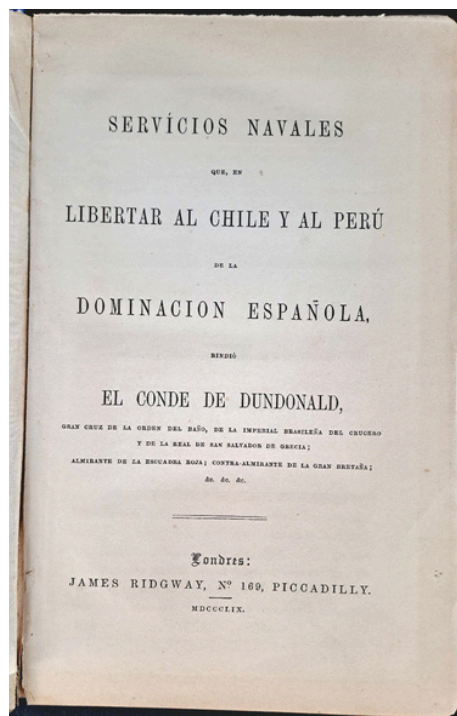 SERVÍCIOS NAVALES
QUE, EN
LIBERTAR AL CHILE Y AL PERÚ
DE LA
DOMINACION ESPAÑOLA,
RINDIÓ
EL CONDE DE DUNDONALD,
GRAN CRUZ DE LA ORDEN DEL BAÑO, DE LA IMPERIAL BRASILEÑA DEL CRUCERO
Y DE LA REAL DE SAN SALVADOR DE GRECIA;
ALMIRANTE DE LA ESCUADRA ROJA; CONTRA-ALMIRANTE DE LA GRAN BRETAÑA;
&c. &c. &c.
Londres:
JAMES RIDGWAY, Nº 169, PICCADILLY.
MDCCCLIX.